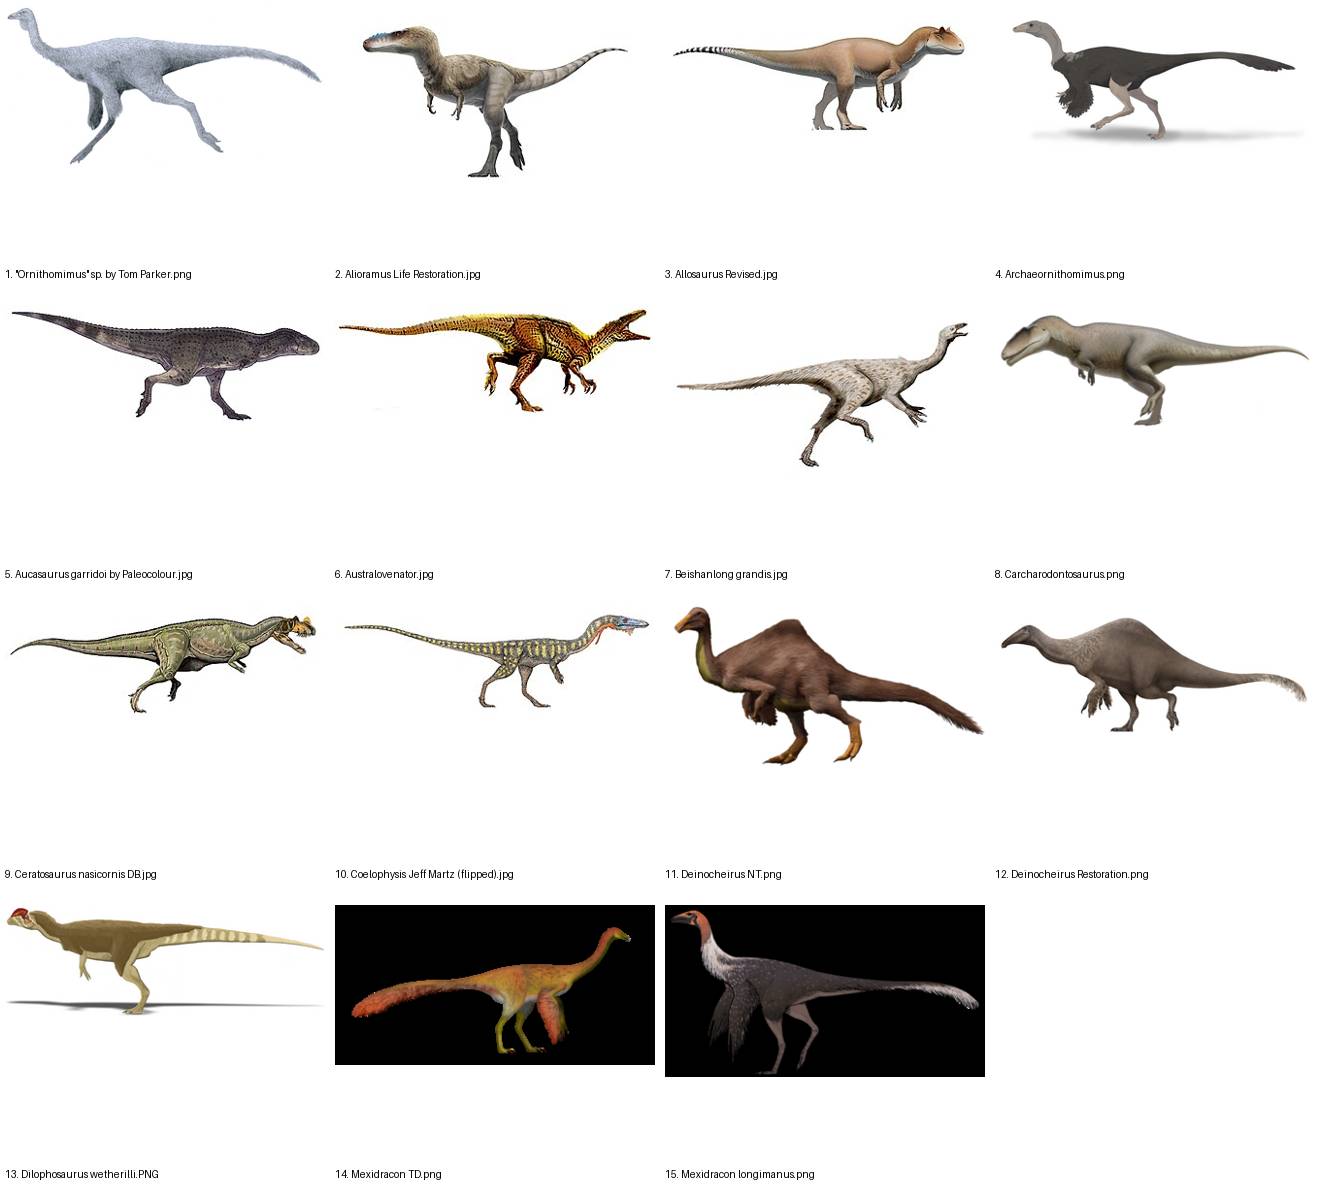 1. "Ornithomimus" sp. by Tom Parker.png
2. Alioramus Life Restoration.jpg
3. Allosaurus Revised.jpg
4. Archaeornithomimus.png
5. Aucasaurus garridoi by Paleocolour.jpg
6. Australovenator.jpg
7. Beishanlong grandis.jpg
8. Carcharodontosaurus.png
9. Ceratosaurus nasicornis DB.jpg
10. Coelophysis Jeff Martz (flipped).jpg
11. Deinocheirus NT.png
12. Deinocheirus Restoration.png
13. Dilophosaurus wetherilli.PNG
14. Mexidracon TD.png
15. Mexidracon longimanus.png